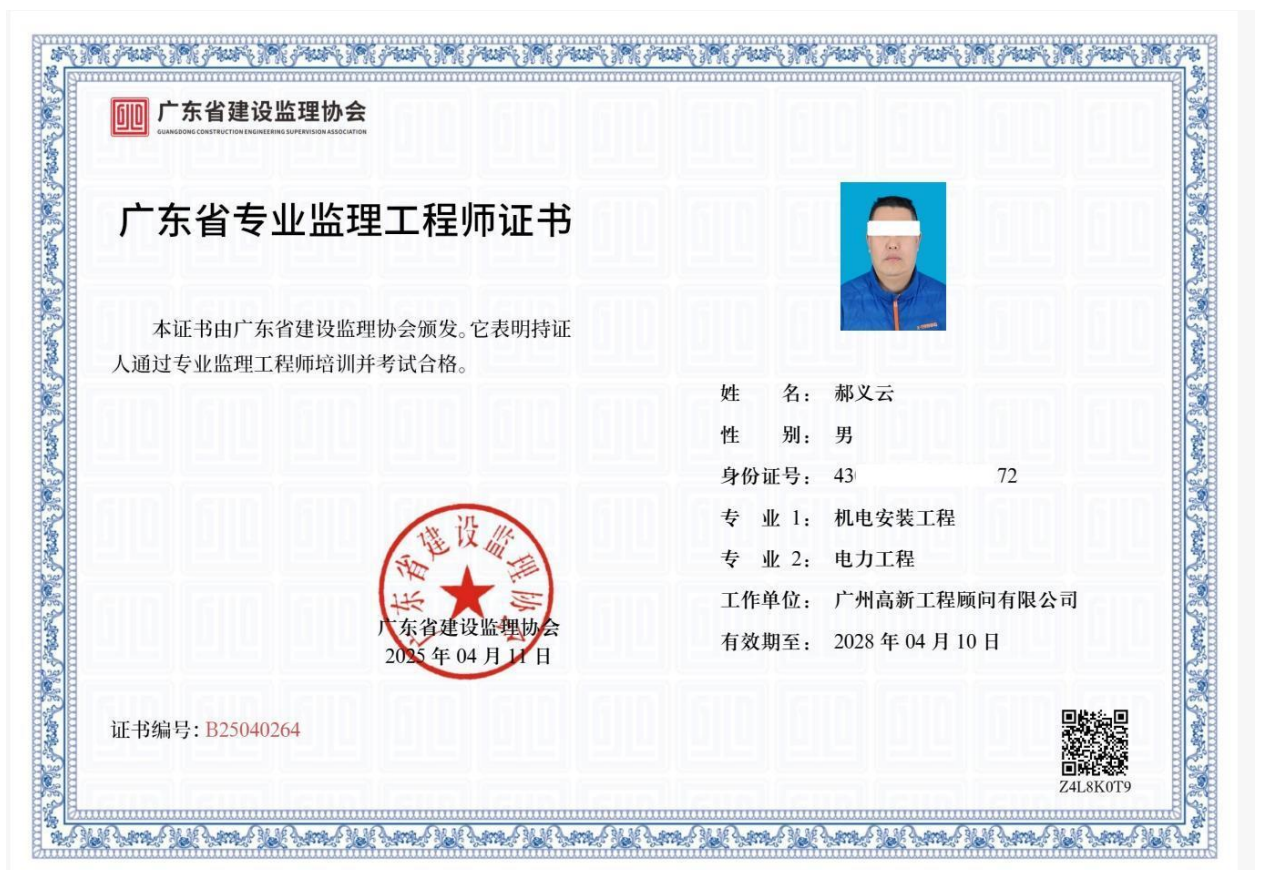 广东省建设监理协会
GUANGDONG CONSTRUCTION ENGINEERING SUPERVISION ASSOCIATION
广东省专业监理工程师证书
本证书由广东省建设监理协会颁发。它表明持证
人通过专业监理工程师培训并考试合格。
姓 名：郝义云
性 别：男
身份证号：430 72
专 业 1：机电安装工程
专 业 2：电力工程
工作单位：广州高新工程顾问有限公司
有效期至：2028 年 04 月 10 日
广东省建设监理协会
广东省建设监理协会
2025 年 04 月 11 日
证书编号：B25040264
Z4L8K0T9